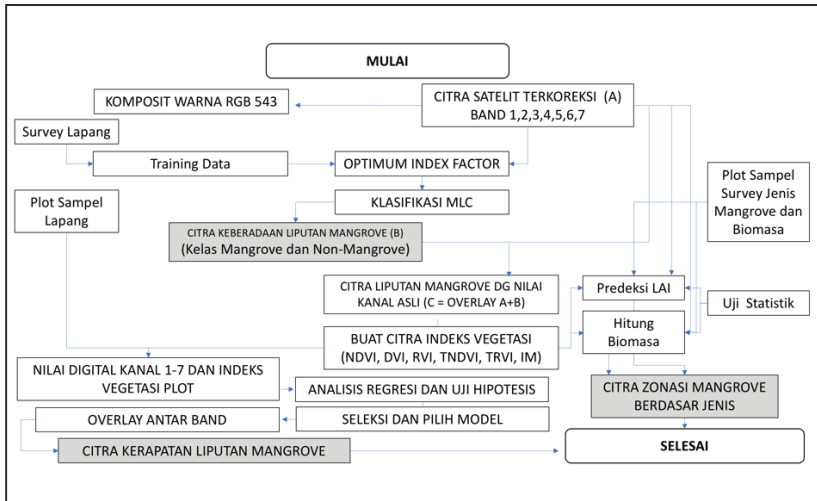 MULAI
KOMPOSIT WARNA RGB 543
CITRA SATELIT TERKOREKSI (A)
BAND 1,2,3,4,5,6,7
Survey Lapang
Training Data
OPTIMUM INDEX FACTOR
Plot Sampel
Lapang
KLASIFIKASI MLC
Plot Sampel
Survey Jenis
Mangrove dan
Biomasa
CITRA KEBERADAAN LIPUTAN MANGROVE (B)
(Kelas Mangrove dan Non-Mangrove)
CITRA LIPUTAN MANGROVE DG NILAI
KANAL ASLI (C = OVERLAY A+B)
Predeksi LAI
Uji Statistik
BUAT CITRA INDEKS VEGETASI
(NDVI, DVI, RVI, TNDVI, TRVI, IM)
Hitung
Biomasa
NILAI DIGITAL KANAL 1-7 DAN INDEKS
VEGETASI PLOT
ANALISIS REGRESI DAN UJI HIPOTESIS
CITRA ZONASI MANGROVE
BERDASAR JENIS
OVERLAY ANTAR BAND
SELEKSI DAN PILIH MODEL
CITRA KERAPATAN LIPUTAN MANGROVE
SELESAI